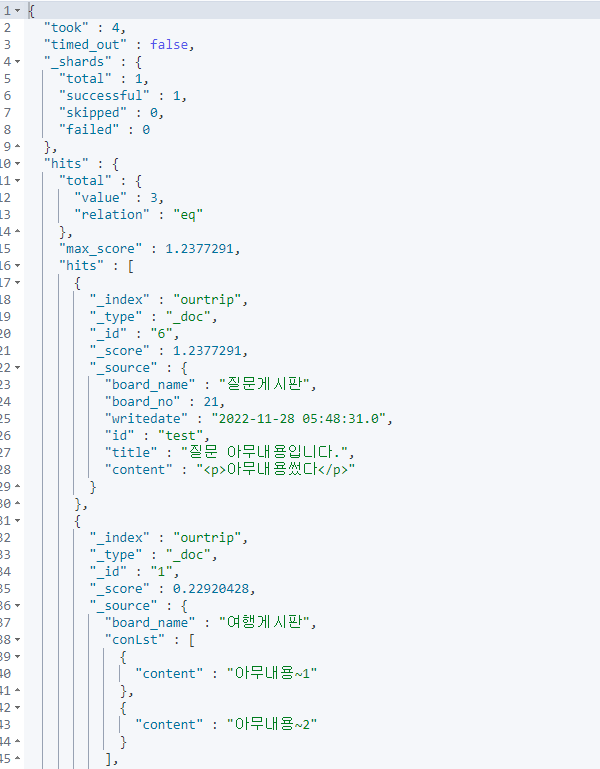 1 {
2 "took" : 4,
3 "timed_out" : false,
4 "_shards" : {
5 "total" : 1,
6 "successful" : 1,
7 "skipped" : 0,
8 "failed" : 0
9 },
10 "hits" : {
11 "total" : {
12 "value" : 3,
13 "relation" : "eq"
14 },
15 "max_score" : 1.2377291,
16 "hits" : [
17 {
18 "_index" : "ourtrip",
19 "_type" : "_doc",
20 "_id" : "6",
21 "_score" : 1.2377291,
22 "_source" : {
23 "board_name" : "질문게시판",
24 "board_no" : 21,
25 "writedate" : "2022-11-28 05:48:31.0",
26 "id" : "test",
27 "title" : "질문 아무내용입니다.",
28 "content" : "<p>아무내용썼다</p>"
29 }
30 },
31 {
32 "_index" : "ourtrip",
33 "_type" : "_doc",
34 "_id" : "1",
35 "_score" : 0.22920428,
36 "_source" : {
37 "board_name" : "여행게시판",
38 "conLst" : [
39 {
40 "content" : "아무내용~1"
41 },
42 {
43 "content" : "아무내용~2"
44 }
45 ],